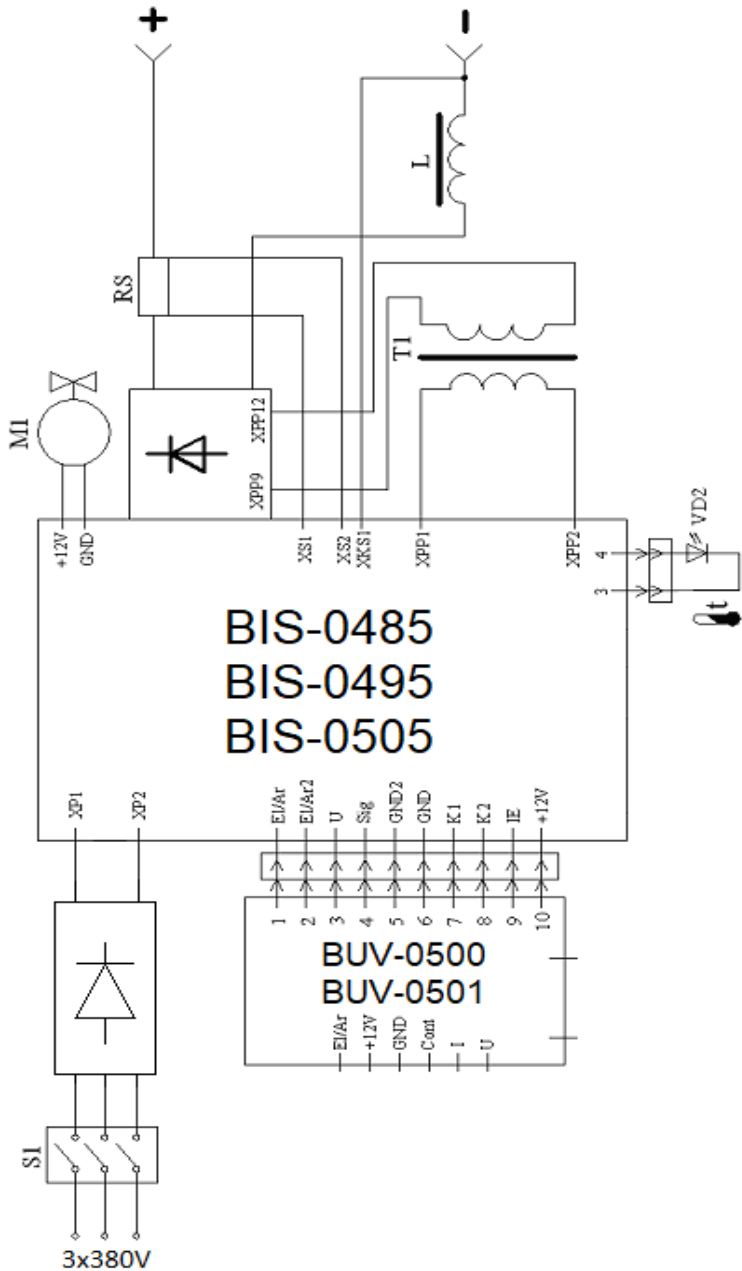 + -
L
RS
T1
M1
XPP9
XPP12
+12V
GND
XS1
XS2
XKS1
XPP1
XPP2
3
4
VD2
t
BIS-0485
BIS-0495
BIS-0505
XP1
XP2
El/Ar
El/Ar2
U
Sig
GND2
GND
K1
K2
IE
+12V
1
2
3
4
5
6
7
8
9
10
BUV-0500
BUV-0501
El/Ar
+12V
GND
Cont
I
U
S1
3x380V